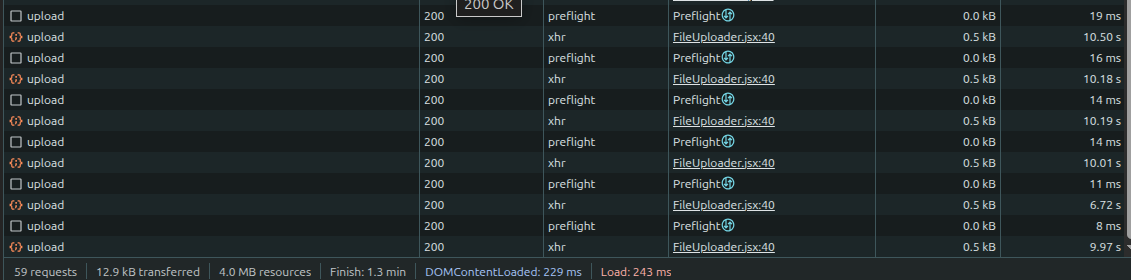 200 OK
upload 200 preflight Preflight 0.0 kB 19 ms
upload 200 xhr FileUploader.jsx:40 0.5 kB 10.50 s
upload 200 preflight Preflight 0.0 kB 16 ms
upload 200 xhr FileUploader.jsx:40 0.5 kB 10.18 s
upload 200 preflight Preflight 0.0 kB 14 ms
upload 200 xhr FileUploader.jsx:40 0.5 kB 10.19 s
upload 200 preflight Preflight 0.0 kB 14 ms
upload 200 xhr FileUploader.jsx:40 0.5 kB 10.01 s
upload 200 preflight Preflight 0.0 kB 11 ms
upload 200 xhr FileUploader.jsx:40 0.5 kB 6.72 s
upload 200 preflight Preflight 0.0 kB 8 ms
upload 200 xhr FileUploader.jsx:40 0.5 kB 9.97 s
59 requests 12.9 kB transferred 4.0 MB resources Finish: 1.3 min DOMContentLoaded: 229 ms Load: 243 ms